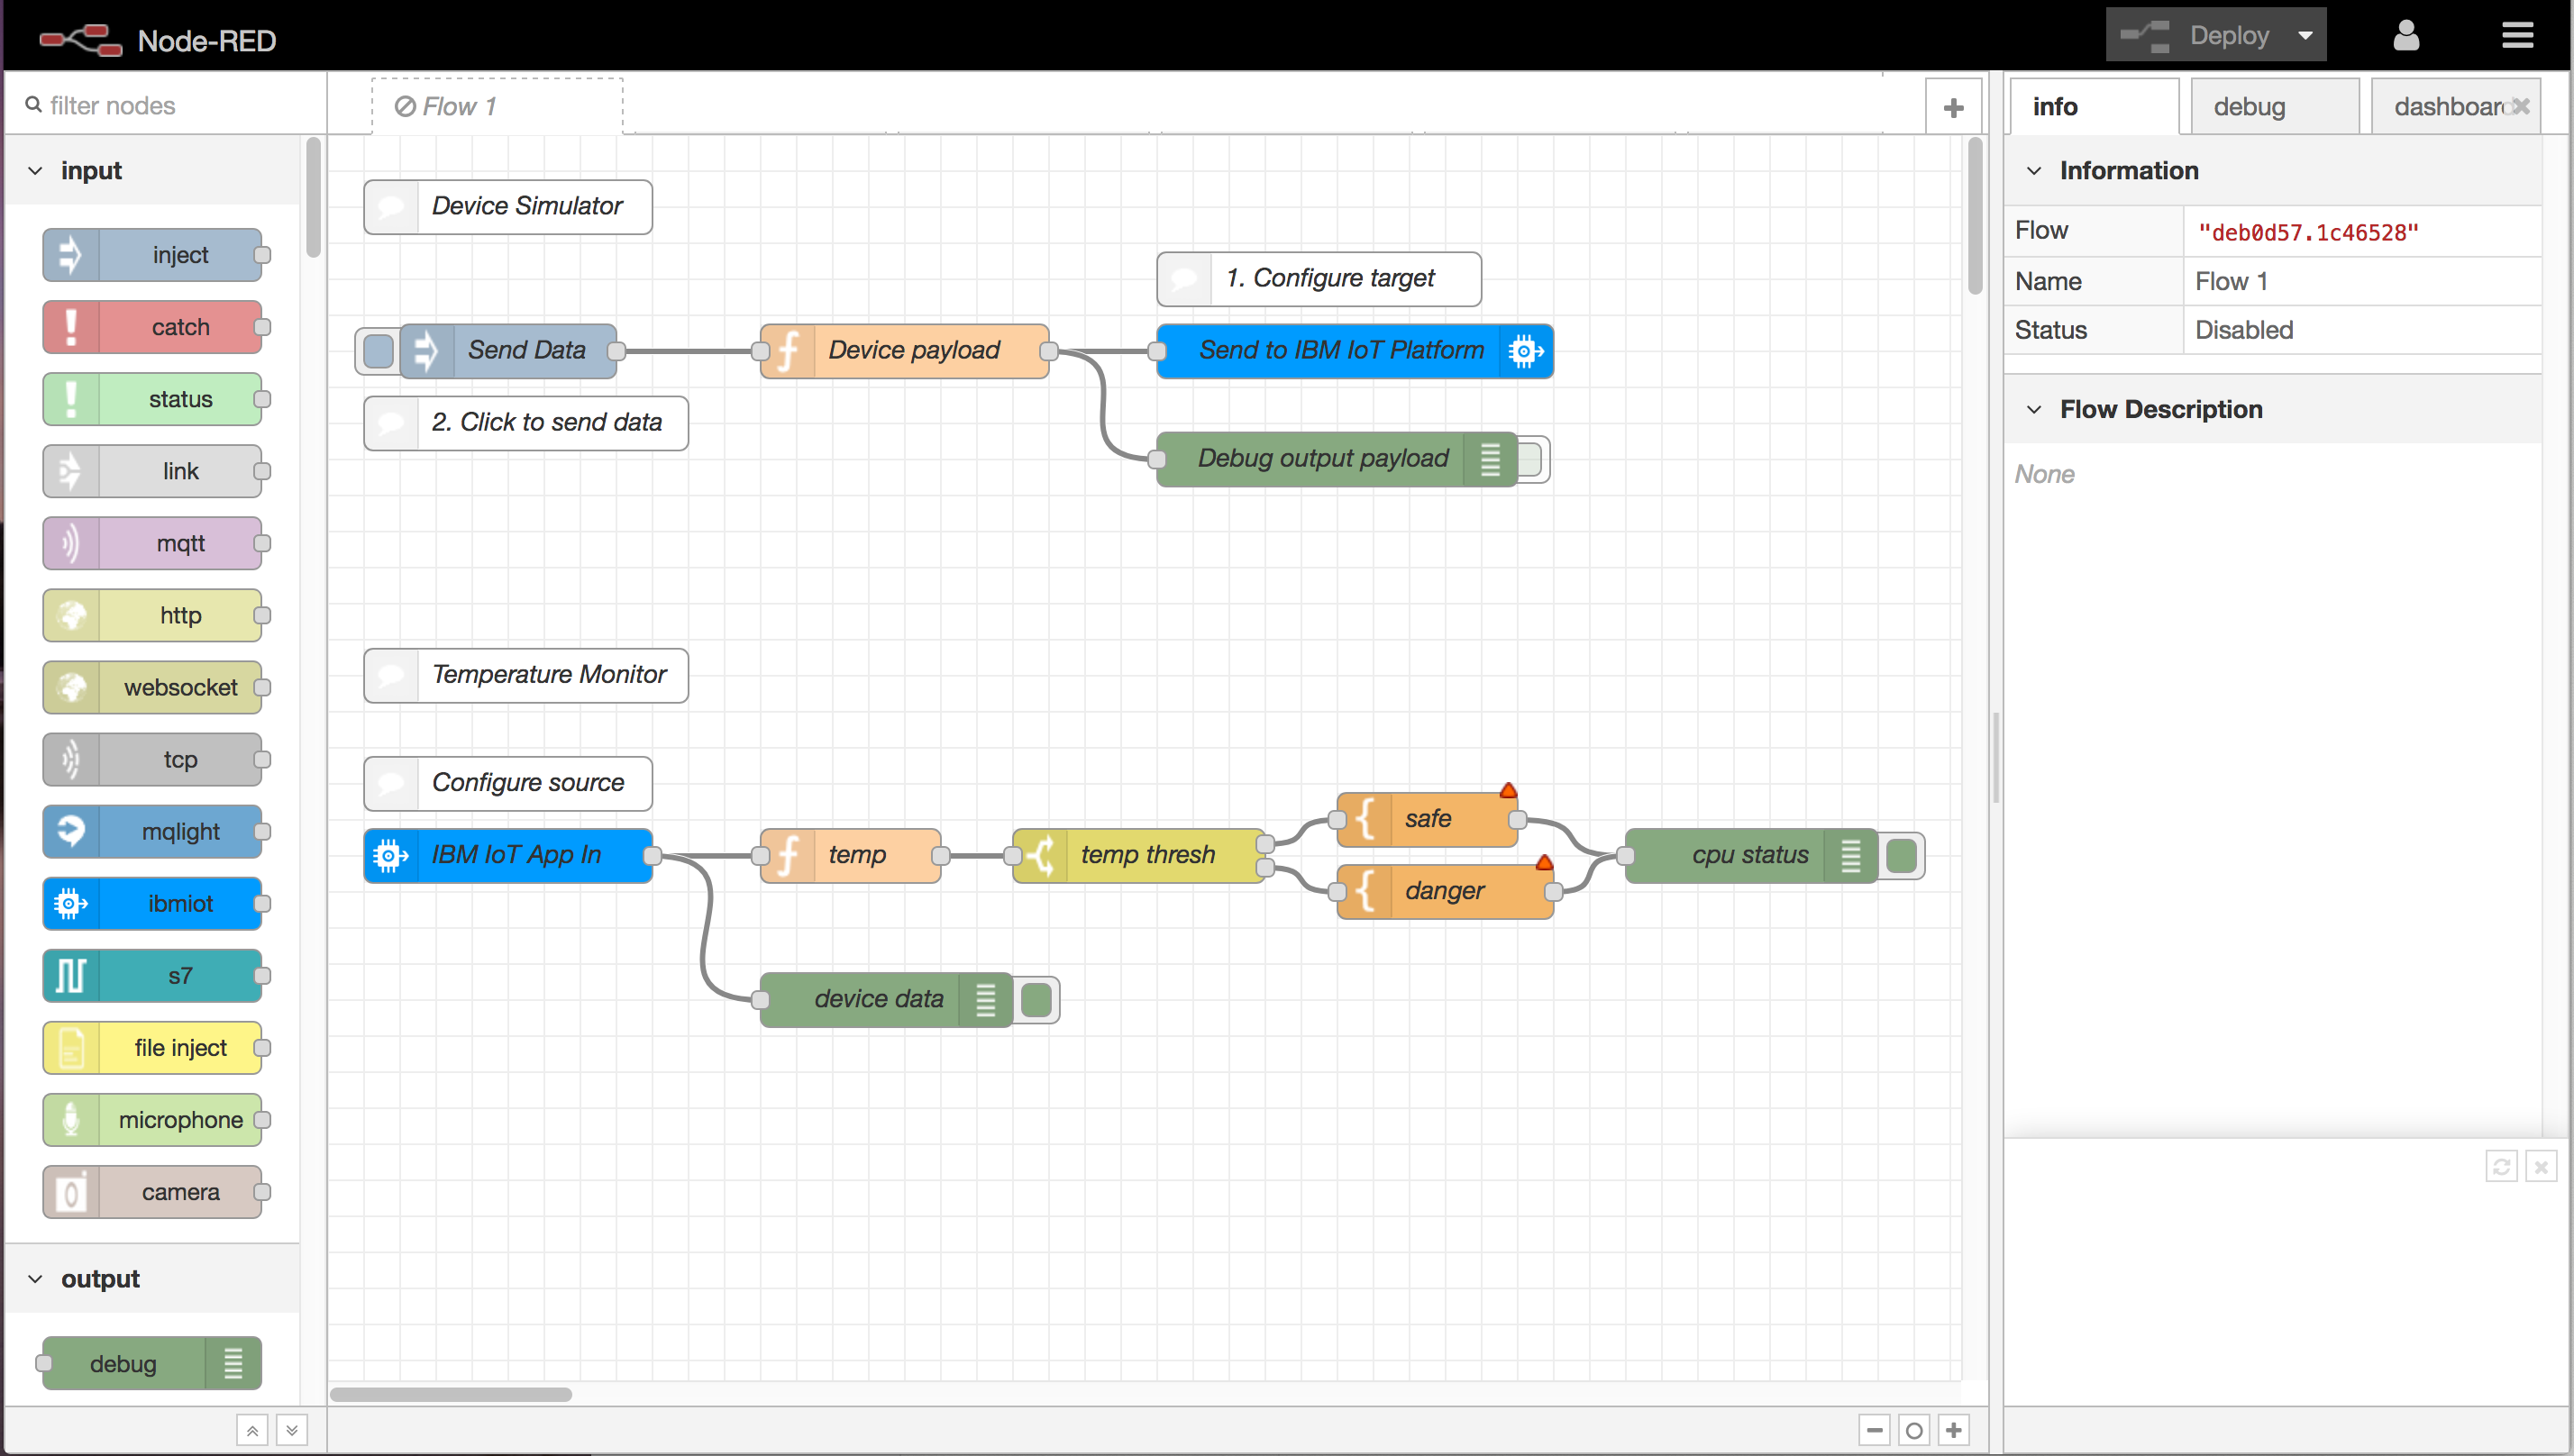 Node-RED
Deploy
filter nodes
Flow 1
info
debug
dashboard
input
inject
catch
status
link
mqtt
http
websocket
tcp
mqlight
ibmiot
s7
file inject
microphone
camera
output
debug
Device Simulator
1. Configure target
Send Data
Device payload
Send to IBM IoT Platform
2. Click to send data
Debug output payload
Temperature Monitor
Configure source
IBM IoT App In
temp
temp thresh
safe
danger
cpu status
device data
Information
Flow "deb0d57.1c46528"
Name Flow 1
Status Disabled
Flow Description
None